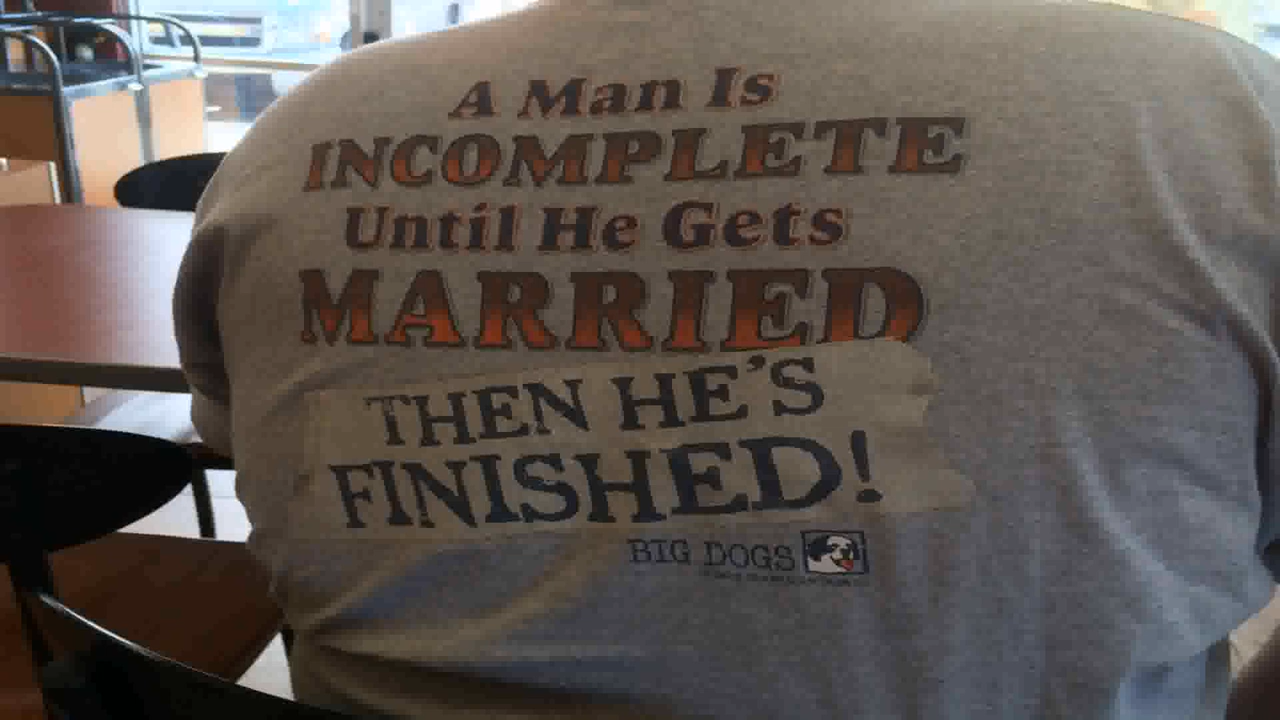 A Man Is
INCOMPLETE
Until He Gets
MARRIED
THEN HE'S
FINISHED!
BIG DOGS